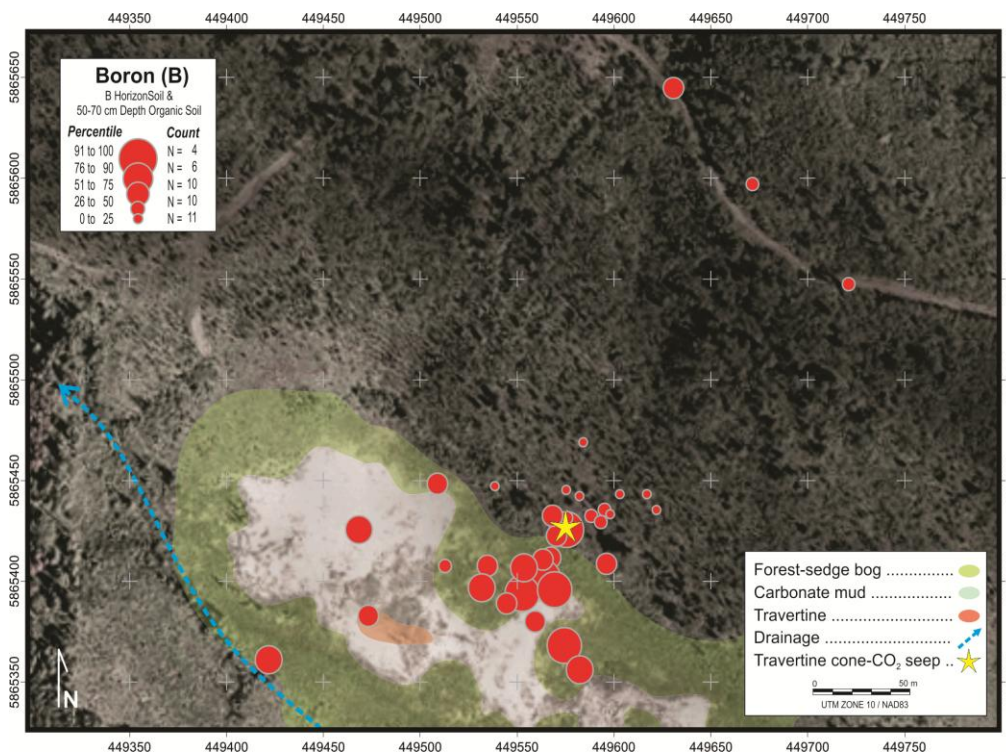 449350 449400 449450 449500 449550 449600 449650 449700 449750
5865650
5865600
5865550
5865500
5865450
5865400
5865350
Boron (B)
B HorizonSoil &
50-70 cm Depth Organic Soil
Percentile Count
91 to 100 N = 4
76 to 90 N = 6
51 to 75 N = 10
26 to 50 N = 10
0 to 25 N = 11
Forest-sedge bog ................
Carbonate mud ...................
Travertine ............................
Drainage .............................
Travertine cone-CO₂ seep ..
0 50 m
UTM ZONE 10 / NAD83
N
449350 449400 449450 449500 449550 449600 449650 449700 449750